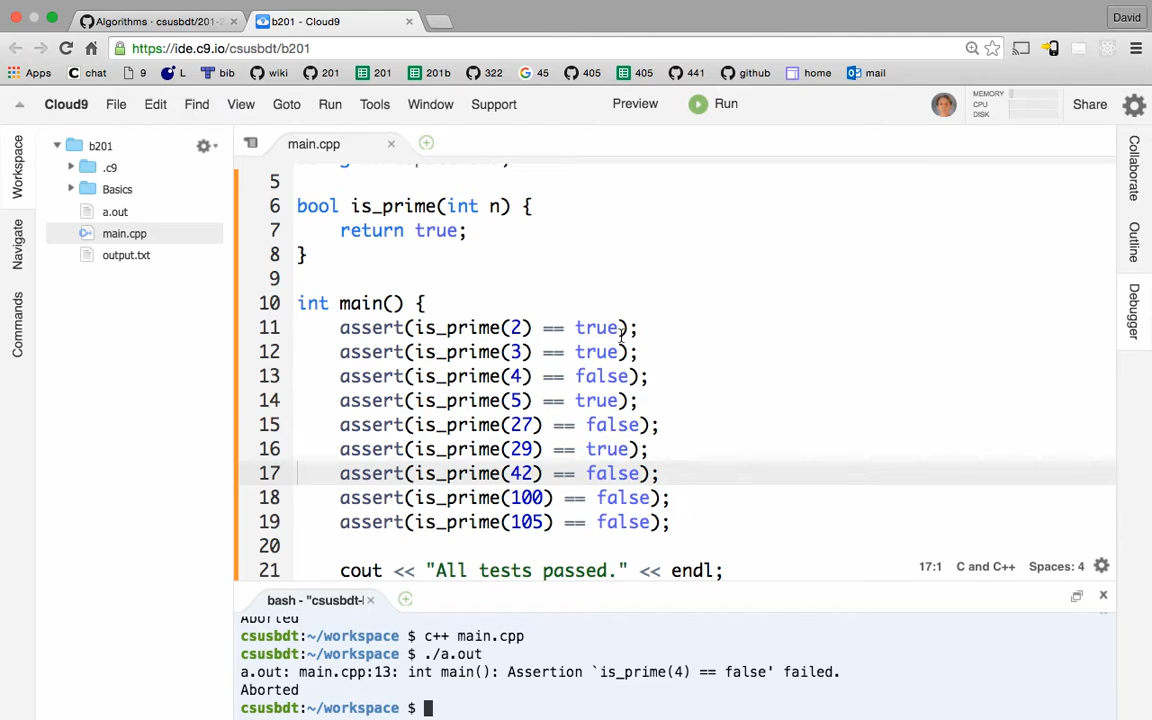 Algorithms · csusbdt/201-2
b201 - Cloud9
David
https://ide.c9.io/csusbdt/b201
Apps chat 9 L bib wiki 201 201 201b 322 45 405 405 441 github home mail
Cloud9 File Edit Find View Goto Run Tools Window Support Preview Run MEMORY CPU DISK Share
Workspace
Navigate
Commands
b201
.c9
Basics
a.out
main.cpp
output.txt
main.cpp
5
6 bool is_prime(int n) {
7 return true;
8 }
9
10 int main() {
11 assert(is_prime(2) == true);
12 assert(is_prime(3) == true);
13 assert(is_prime(4) == false);
14 assert(is_prime(5) == true);
15 assert(is_prime(27) == false);
16 assert(is_prime(29) == true);
17 assert(is_prime(42) == false);
18 assert(is_prime(100) == false);
19 assert(is_prime(105) == false);
20
21 cout << "All tests passed." << endl;
17:1 C and C++ Spaces: 4
Collaborate
Outline
Debugger
bash - "csusbdt-
Aborted
csusbdt:~/workspace $ c++ main.cpp
csusbdt:~/workspace $ ./a.out
a.out: main.cpp:13: int main(): Assertion `is_prime(4) == false' failed.
Aborted
csusbdt:~/workspace $